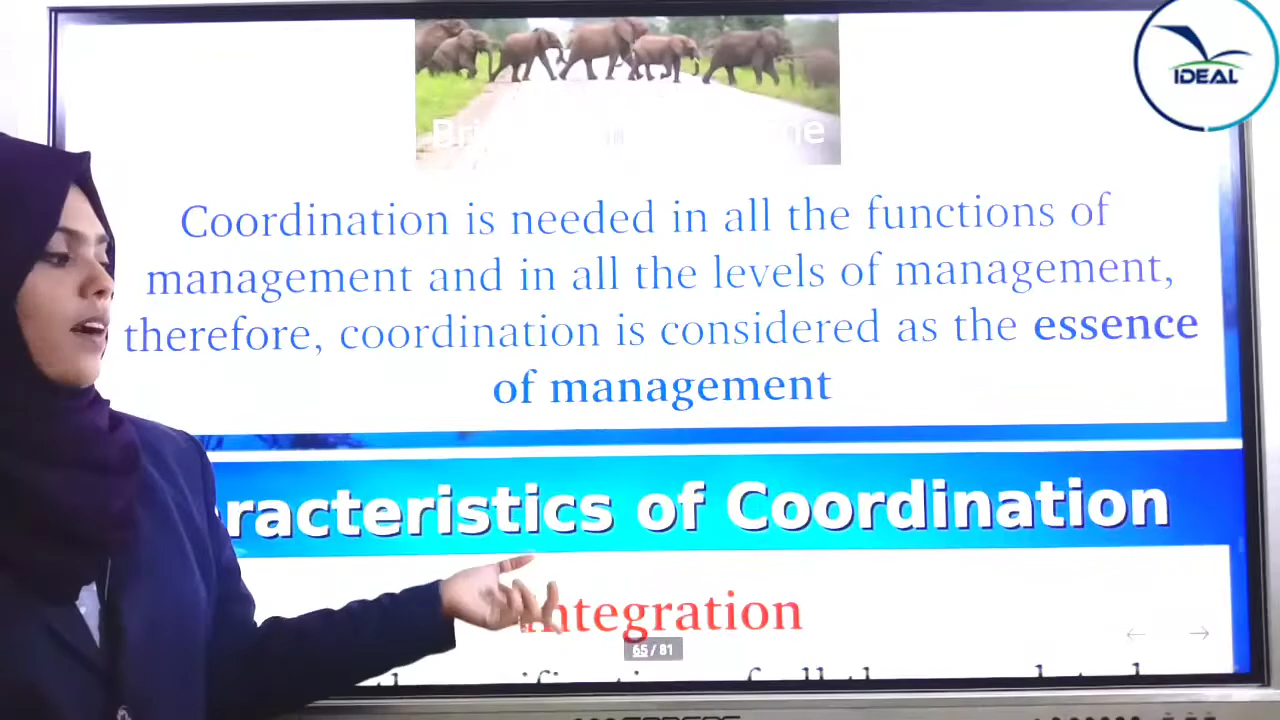 IDEAL
Coordination is needed in all the functions of
management and in all the levels of management,
therefore, coordination is considered as the essence
of management
racteristics of Coordination
integration
65 / 81